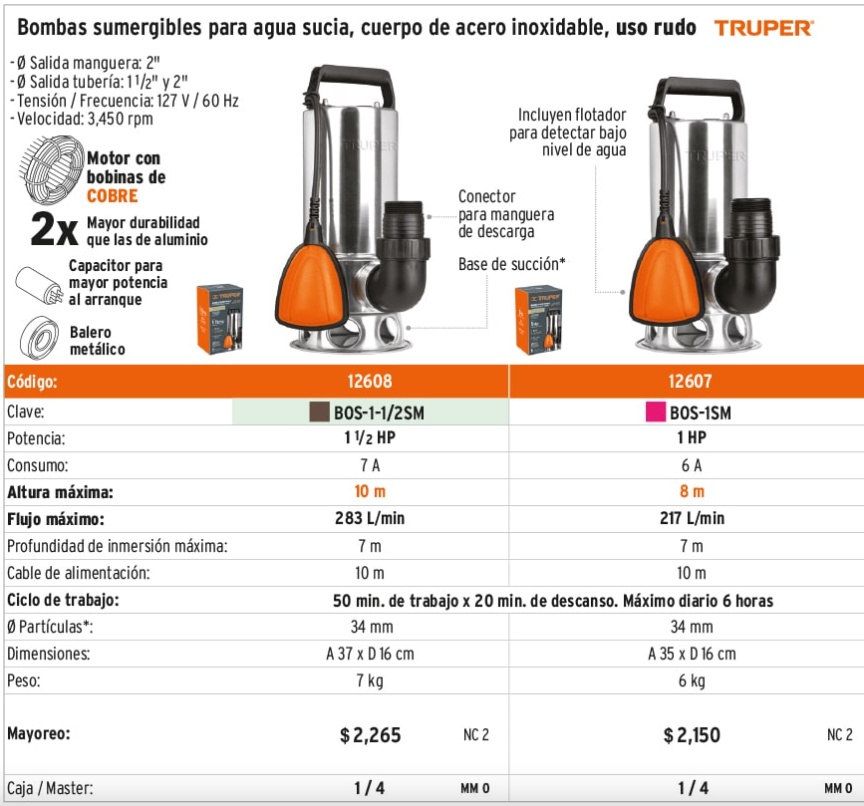 Bombas sumergibles para agua sucia, cuerpo de acero inoxidable, uso rudo TRUPER
- Ø Salida manguera: 2"
- Ø Salida tubería: 1 1/2" y 2"
- Tensión / Frecuencia: 127 V / 60 Hz
- Velocidad: 3,450 rpm
Motor con
bobinas de
COBRE
2x Mayor durabilidad
que las de aluminio
Capacitor para
mayor potencia
al arranque
Balero
metálico
TRUPER
TRUPER
Conector
para manguera
de descarga
Base de succión*
Incluyen flotador
para detectar bajo
nivel de agua
TRUPER
TRUPER
Código: 12608 12607
Clave: BOS-1-1/2SM BOS-1SM
Potencia: 1 1/2 HP 1 HP
Consumo: 7 A 6 A
Altura máxima: 10 m 8 m
Flujo máximo: 283 L/min 217 L/min
Profundidad de inmersión máxima: 7 m 7 m
Cable de alimentación: 10 m 10 m
Ciclo de trabajo: 50 min. de trabajo x 20 min. de descanso. Máximo diario 6 horas
Ø Partículas*: 34 mm 34 mm
Dimensiones: A 37 x D 16 cm A 35 x D 16 cm
Peso: 7 kg 6 kg
Mayoreo: $ 2,265 NC 2 $ 2,150 NC 2
Caja / Master: 1 / 4 MM 0 1 / 4 MM 0